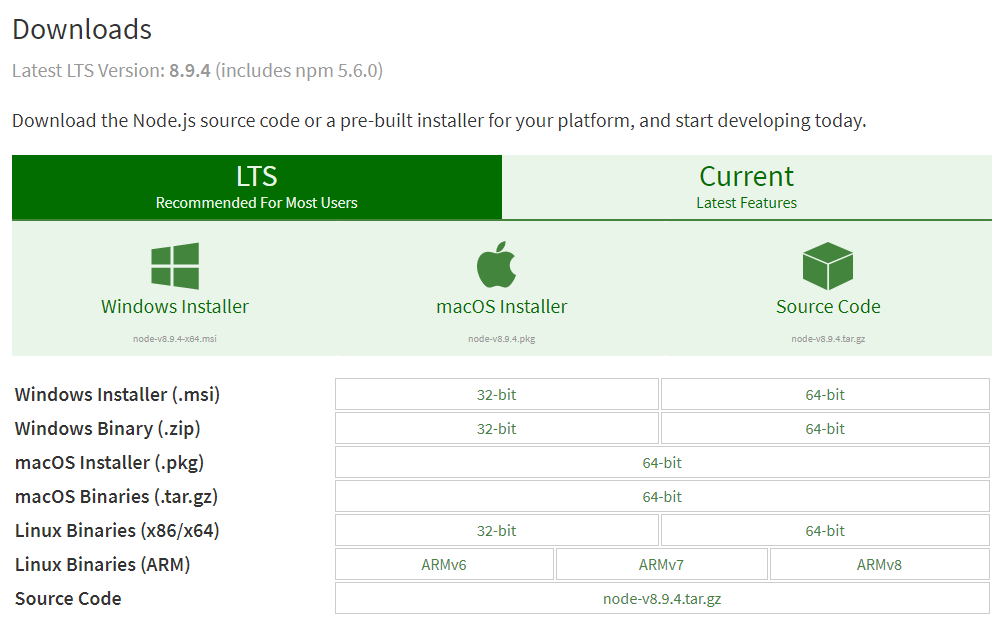 Downloads
Latest LTS Version: 8.9.4 (includes npm 5.6.0)
Download the Node.js source code or a pre-built installer for your platform, and start developing today.
LTS
Recommended For Most Users
Current
Latest Features
Windows Installer
node-v8.9.4-x64.msi
macOS Installer
node-v8.9.4.pkg
Source Code
node-v8.9.4.tar.gz
Windows Installer (.msi) 32-bit 64-bit
Windows Binary (.zip) 32-bit 64-bit
macOS Installer (.pkg) 64-bit
macOS Binaries (.tar.gz) 64-bit
Linux Binaries (x86/x64) 32-bit 64-bit
Linux Binaries (ARM) ARMv6 ARMv7 ARMv8
Source Code node-v8.9.4.tar.gz